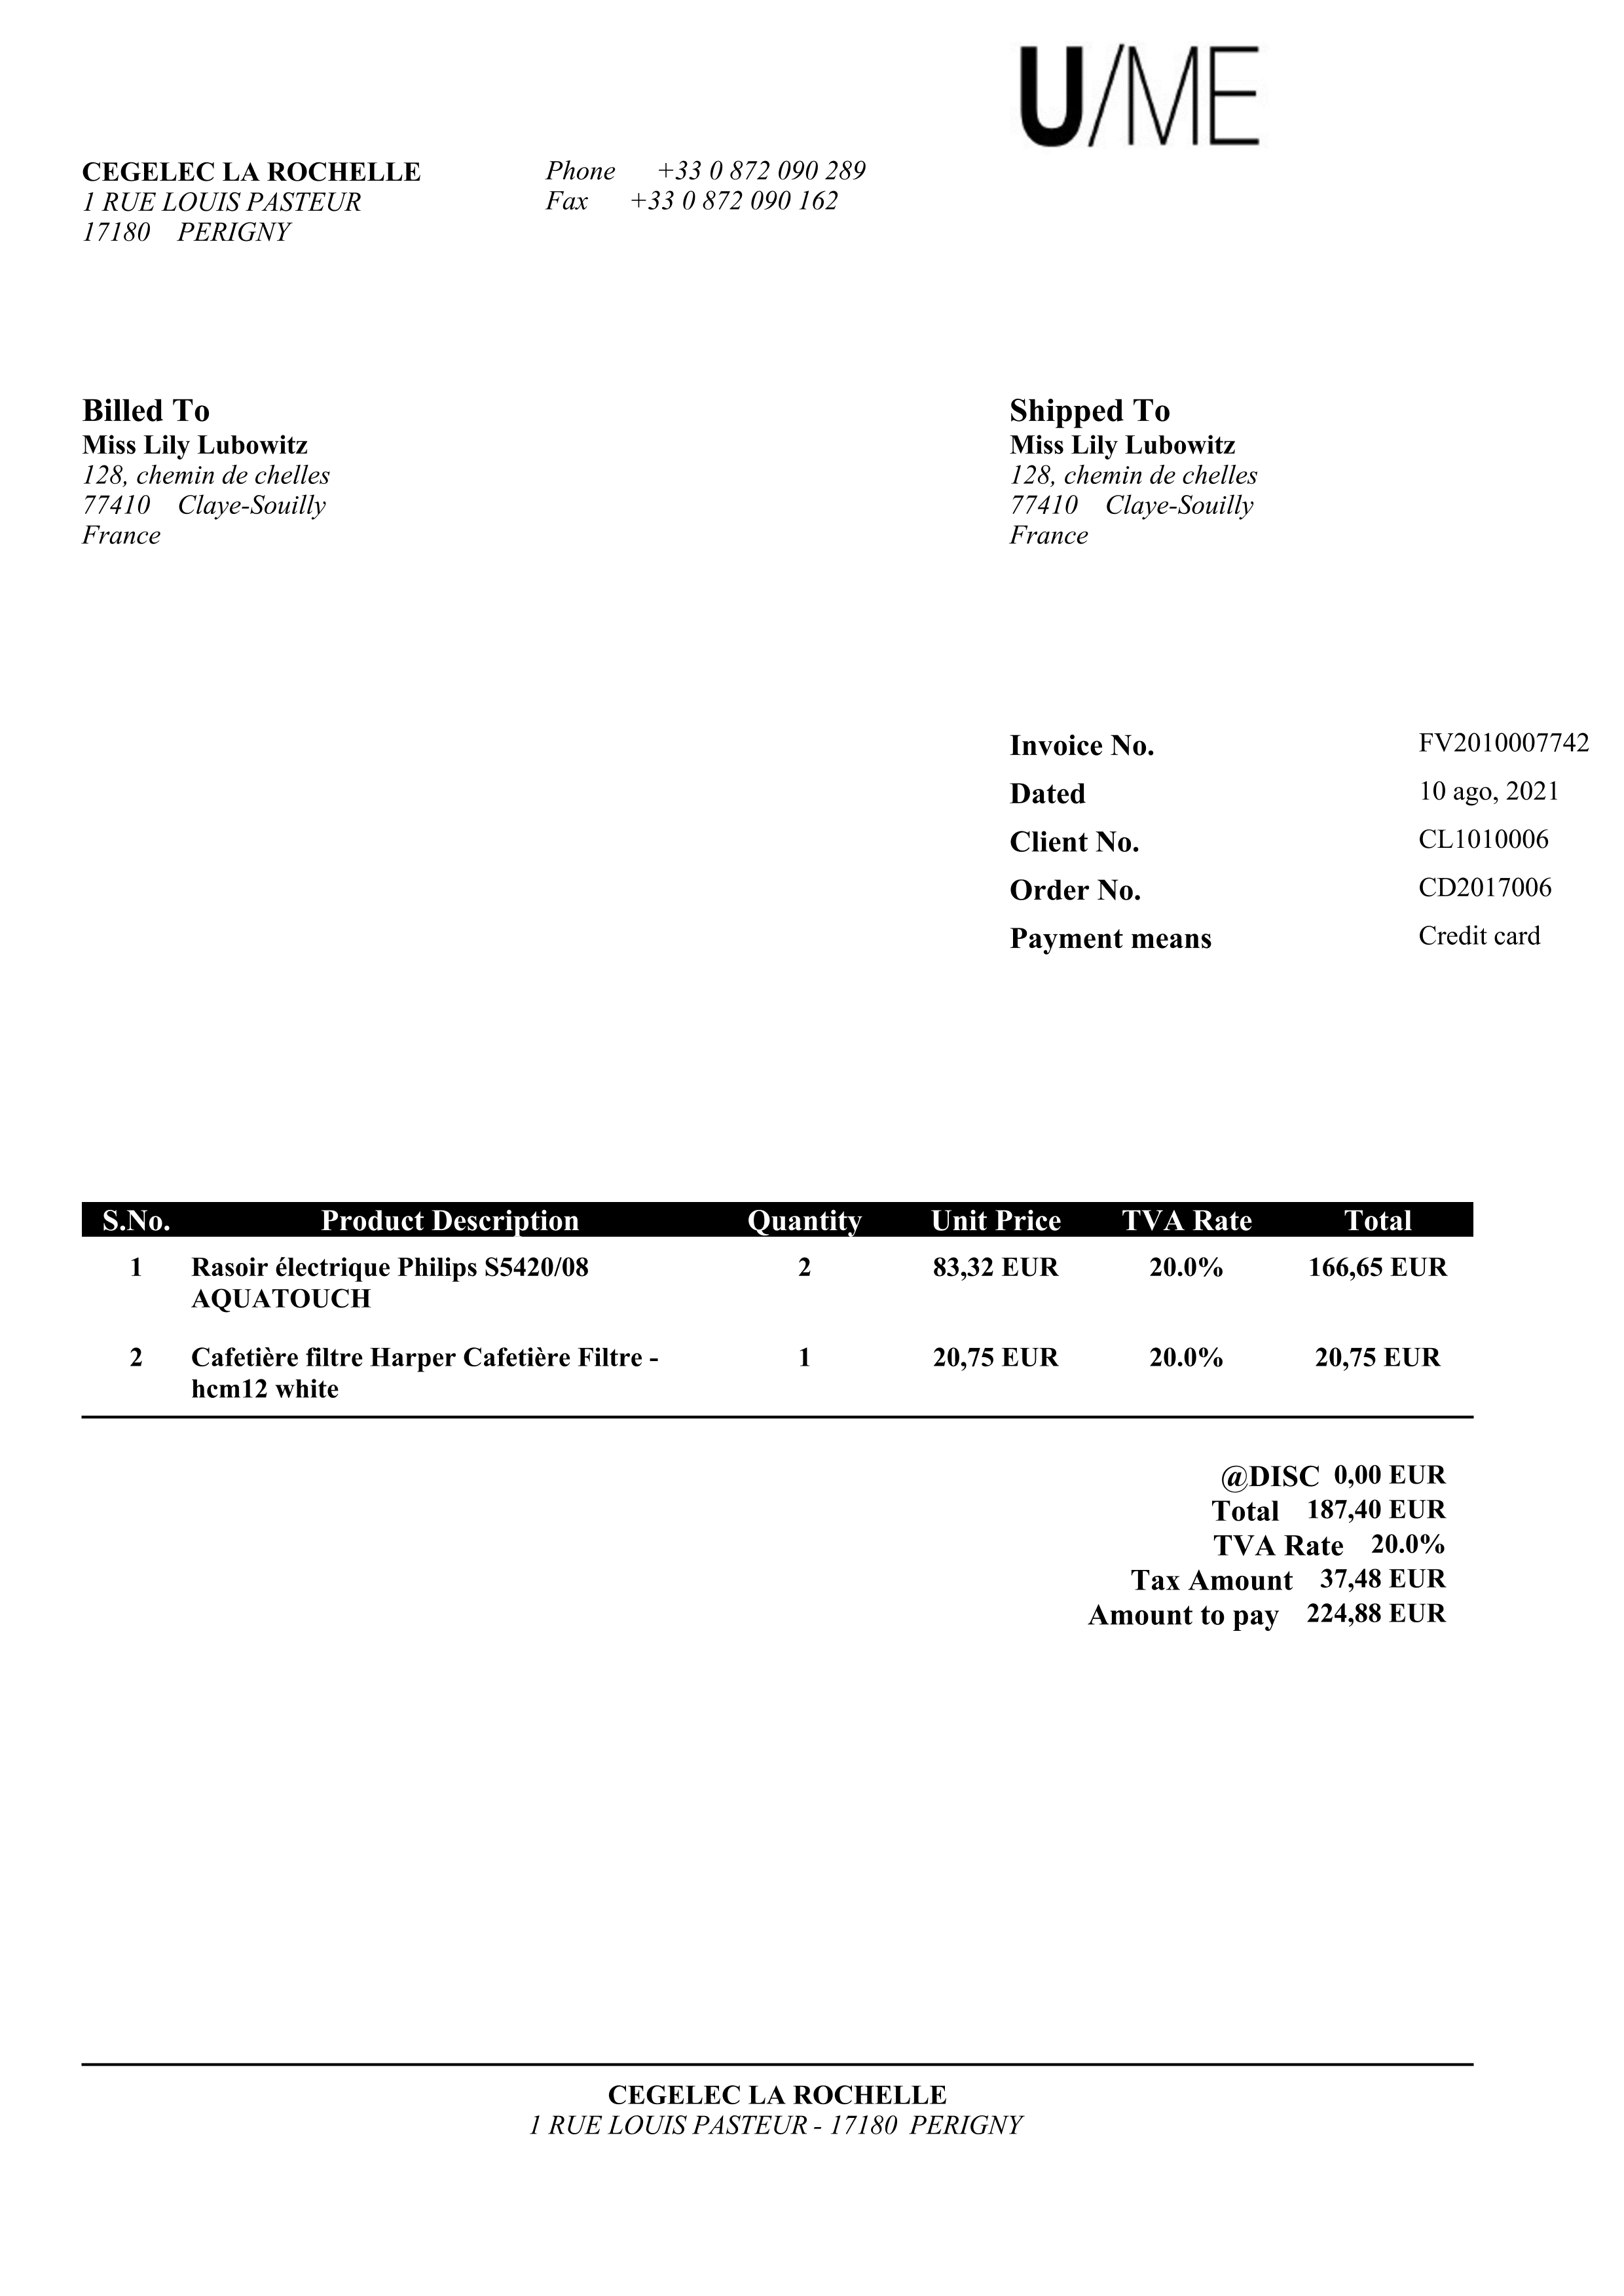 U/ME
CEGELEC LA ROCHELLE
1 RUE LOUIS PASTEUR
17180 PERIGNY
Phone +33 0 872 090 289
Fax +33 0 872 090 162
Billed To
Miss Lily Lubowitz
128, chemin de chelles
77410 Claye-Souilly
France
Shipped To
Miss Lily Lubowitz
128, chemin de chelles
77410 Claye-Souilly
France
Invoice No. FV2010007742
Dated 10 ago, 2021
Client No. CL1010006
Order No. CD2017006
Payment means Credit card
S.No. Product Description Quantity Unit Price TVA Rate Total
1 Rasoir électrique Philips S5420/08 2 83,32 EUR 20.0% 166,65 EUR
AQUATOUCH
2 Cafetière filtre Harper Cafetière Filtre - 1 20,75 EUR 20.0% 20,75 EUR
hcm12 white
@DISC 0,00 EUR
Total 187,40 EUR
TVA Rate 20.0%
Tax Amount 37,48 EUR
Amount to pay 224,88 EUR
CEGELEC LA ROCHELLE
1 RUE LOUIS PASTEUR - 17180 PERIGNY